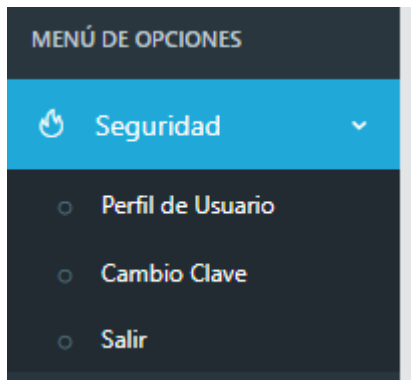 MENÚ DE OPCIONES
Seguridad
Perfil de Usuario
Cambio Clave
Salir